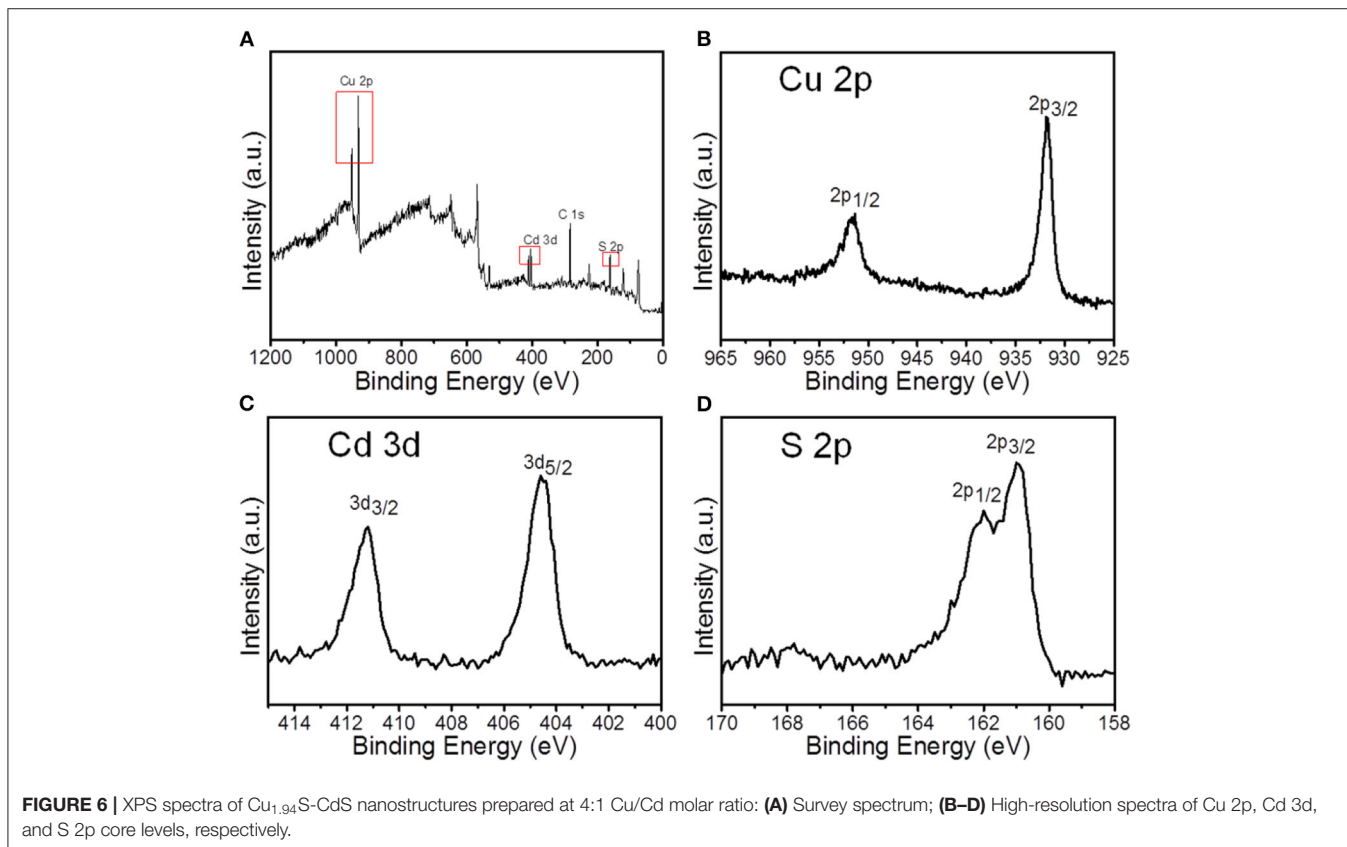 A
Cu 2p
Cd 3d
C 1s
S 2p
Intensity (a.u.)
1200 1000 800 600 400 200 0
Binding Energy (eV)
B
Cu 2p
2p1/2
2p3/2
Intensity (a.u.)
965 960 955 950 945 940 935 930 925
Binding Energy (eV)
C
Cd 3d
3d3/2
3d5/2
Intensity (a.u.)
414 411 410 408 406 404 402 400
Binding Energy (eV)
D
S 2p
2p1/2
2p3/2
Intensity (a.u.)
170 168 166 164 162 160 158
Binding Energy (eV)
FIGURE 6 | XPS spectra of Cu1.94S-CdS nanostructures prepared at 4:1 Cu/Cd molar ratio: (A) Survey spectrum; (B–D) High-resolution spectra of Cu 2p, Cd 3d,
and S 2p core levels, respectively.